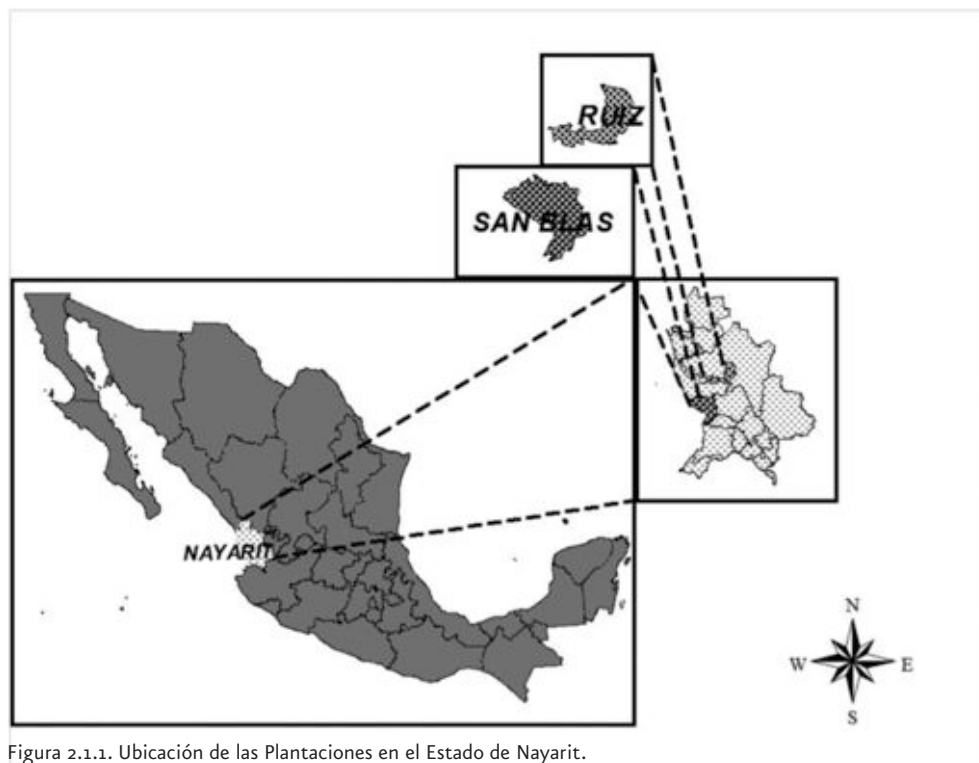 RUIZ
SAN BLAS
NAYARIT
N
W E
S
Figura 2.1.1. Ubicación de las Plantaciones en el Estado de Nayarit.